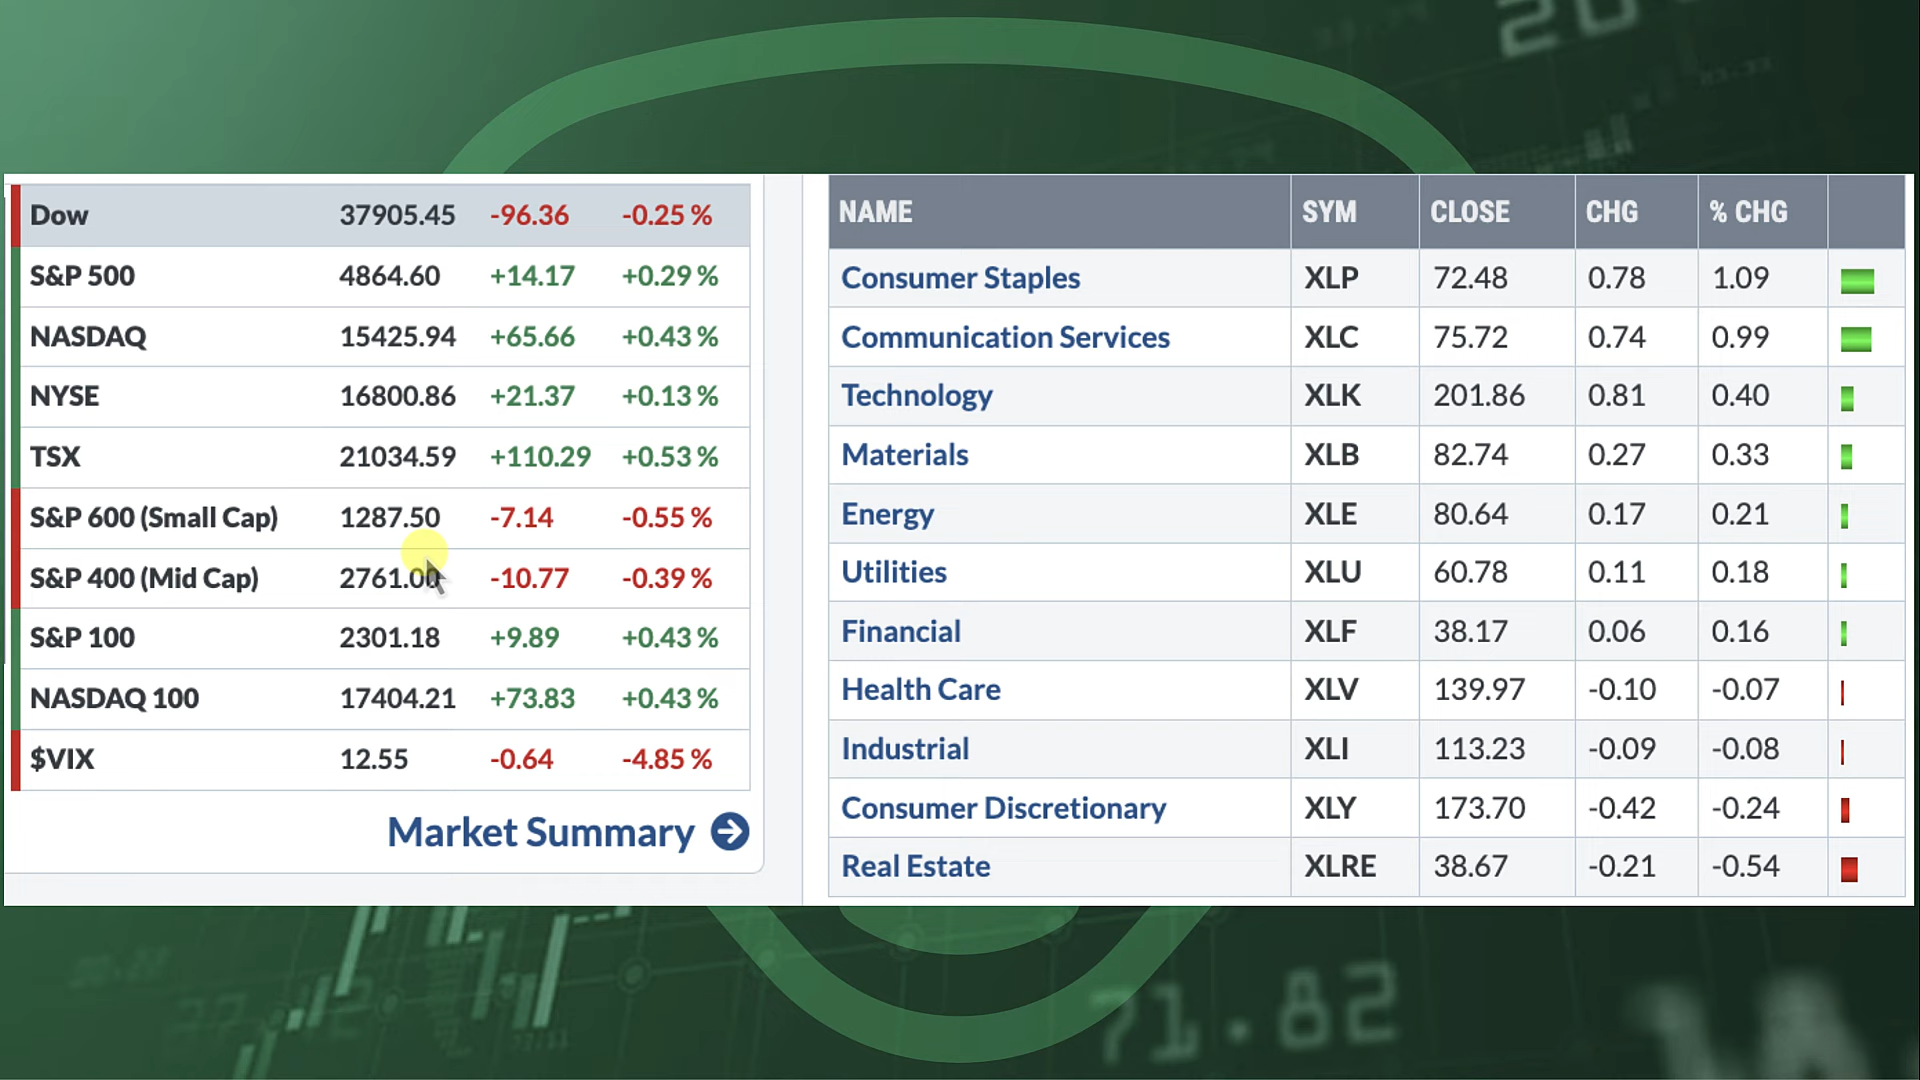 Dow 37905.45 -96.36 -0.25 %
S&P 500 4864.60 +14.17 +0.29 %
NASDAQ 15425.94 +65.66 +0.43 %
NYSE 16800.86 +21.37 +0.13 %
TSX 21034.59 +110.29 +0.53 %
S&P 600 (Small Cap) 1287.50 -7.14 -0.55 %
S&P 400 (Mid Cap) 2761.00 -10.77 -0.39 %
S&P 100 2301.18 +9.89 +0.43 %
NASDAQ 100 17404.21 +73.83 +0.43 %
$VIX 12.55 -0.64 -4.85 %
Market Summary
NAME SYM CLOSE CHG % CHG
Consumer Staples XLP 72.48 0.78 1.09
Communication Services XLC 75.72 0.74 0.99
Technology XLK 201.86 0.81 0.40
Materials XLB 82.74 0.27 0.33
Energy XLE 80.64 0.17 0.21
Utilities XLU 60.78 0.11 0.18
Financial XLF 38.17 0.06 0.16
Health Care XLV 139.97 -0.10 -0.07
Industrial XLI 113.23 -0.09 -0.08
Consumer Discretionary XLY 173.70 -0.42 -0.24
Real Estate XLRE 38.67 -0.21 -0.54
71.82